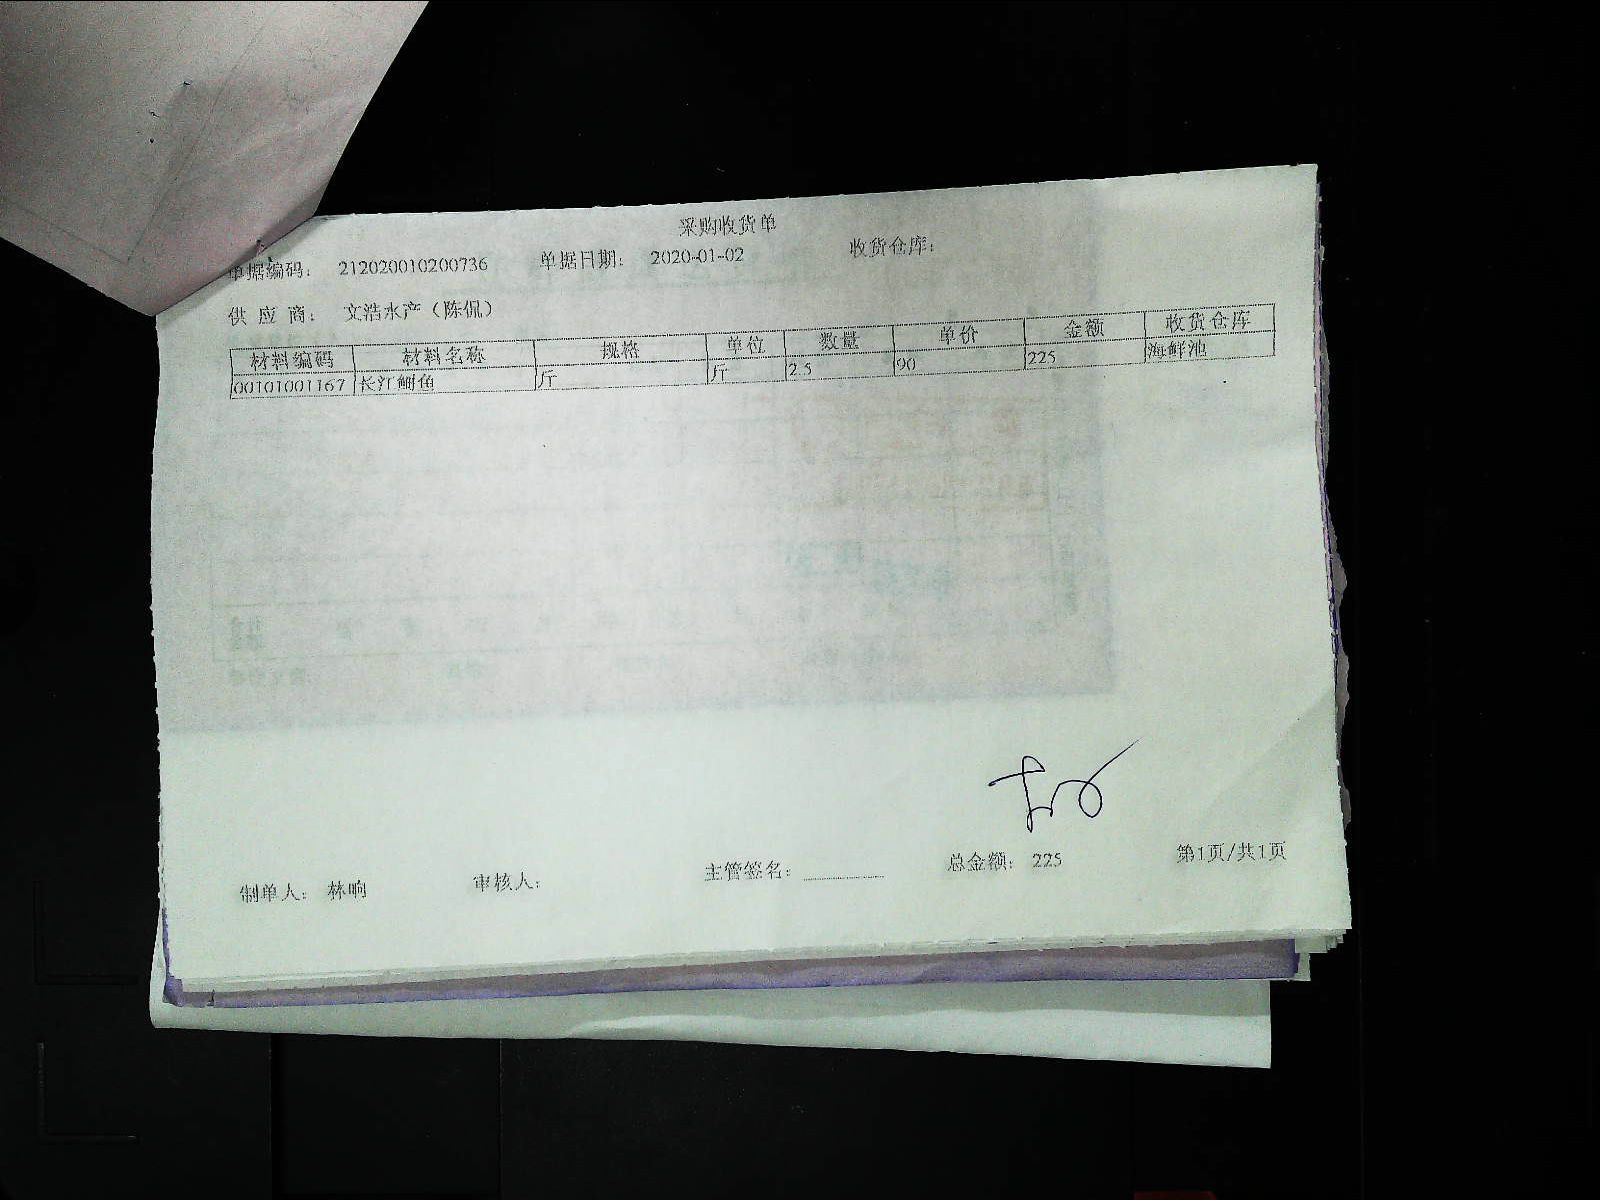 采购收货单
单据编码： 212020010200736 单据日期： 2020-01-02 收货仓库：
供 应 商： 文浩水产（陈侃）
材料编码 材料名称 规格 单位 数量 单价 金额 收货仓库
00101001167 长江鮰鱼 斤 斤 2.5 90 225 海鲜池
制单人： 林响 审核人： 主管签名： 总金额： 225 第1页/共1页